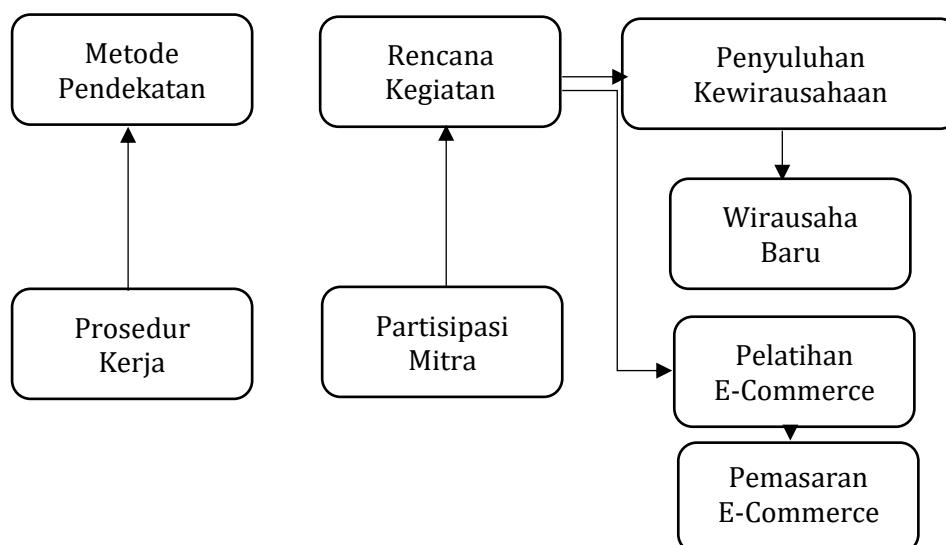 Metode
Pendekatan
Rencana
Kegiatan
Penyuluhan
Kewirausahaan
Wirausaha
Baru
Prosedur
Kerja
Partisipasi
Mitra
Pelatihan
E-Commerce
Pemasaran
E-Commerce